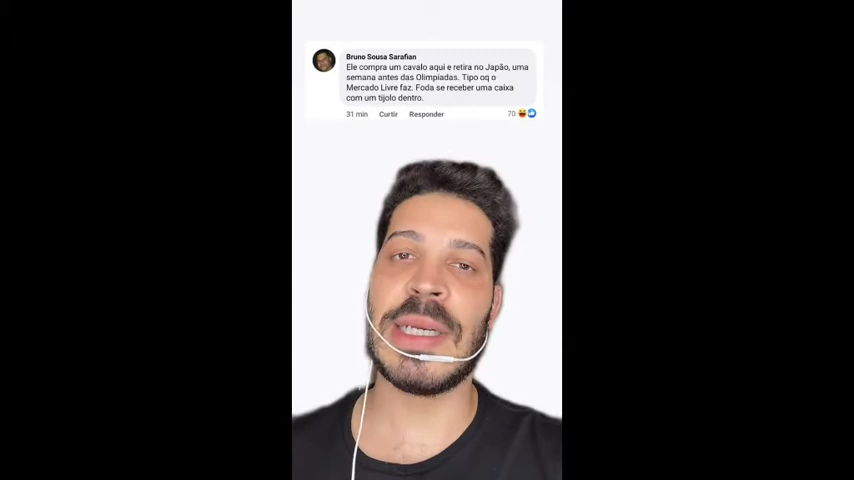 Bruno Sousa Sarafian
Ele compra um cavalo aqui e retira no Japão, uma
semana antes das Olimpiadas. Tipo oq o
Mercado Livre faz. Foda se receber uma caixa
com um tijolo dentro.
31 min Curtir Responder 70